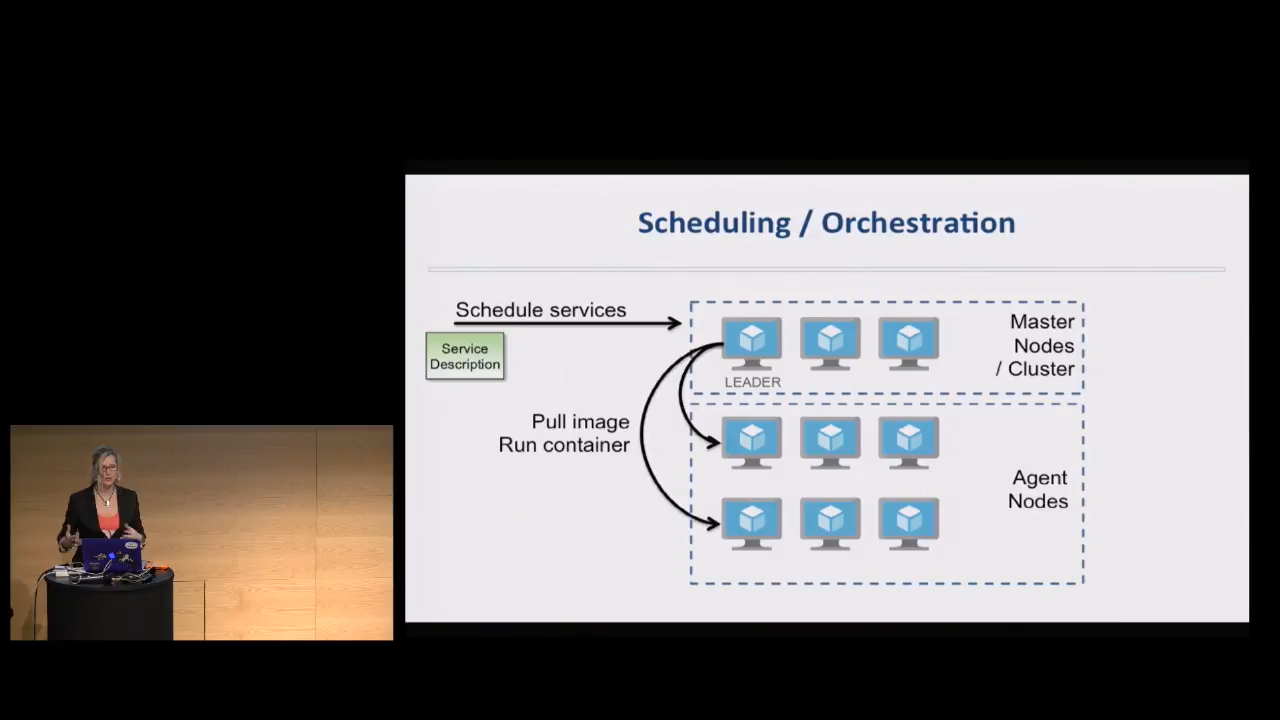 Scheduling / Orchestration
Schedule services
Service
Description
Master
Nodes
/ Cluster
LEADER
Pull image
Run container
Agent
Nodes